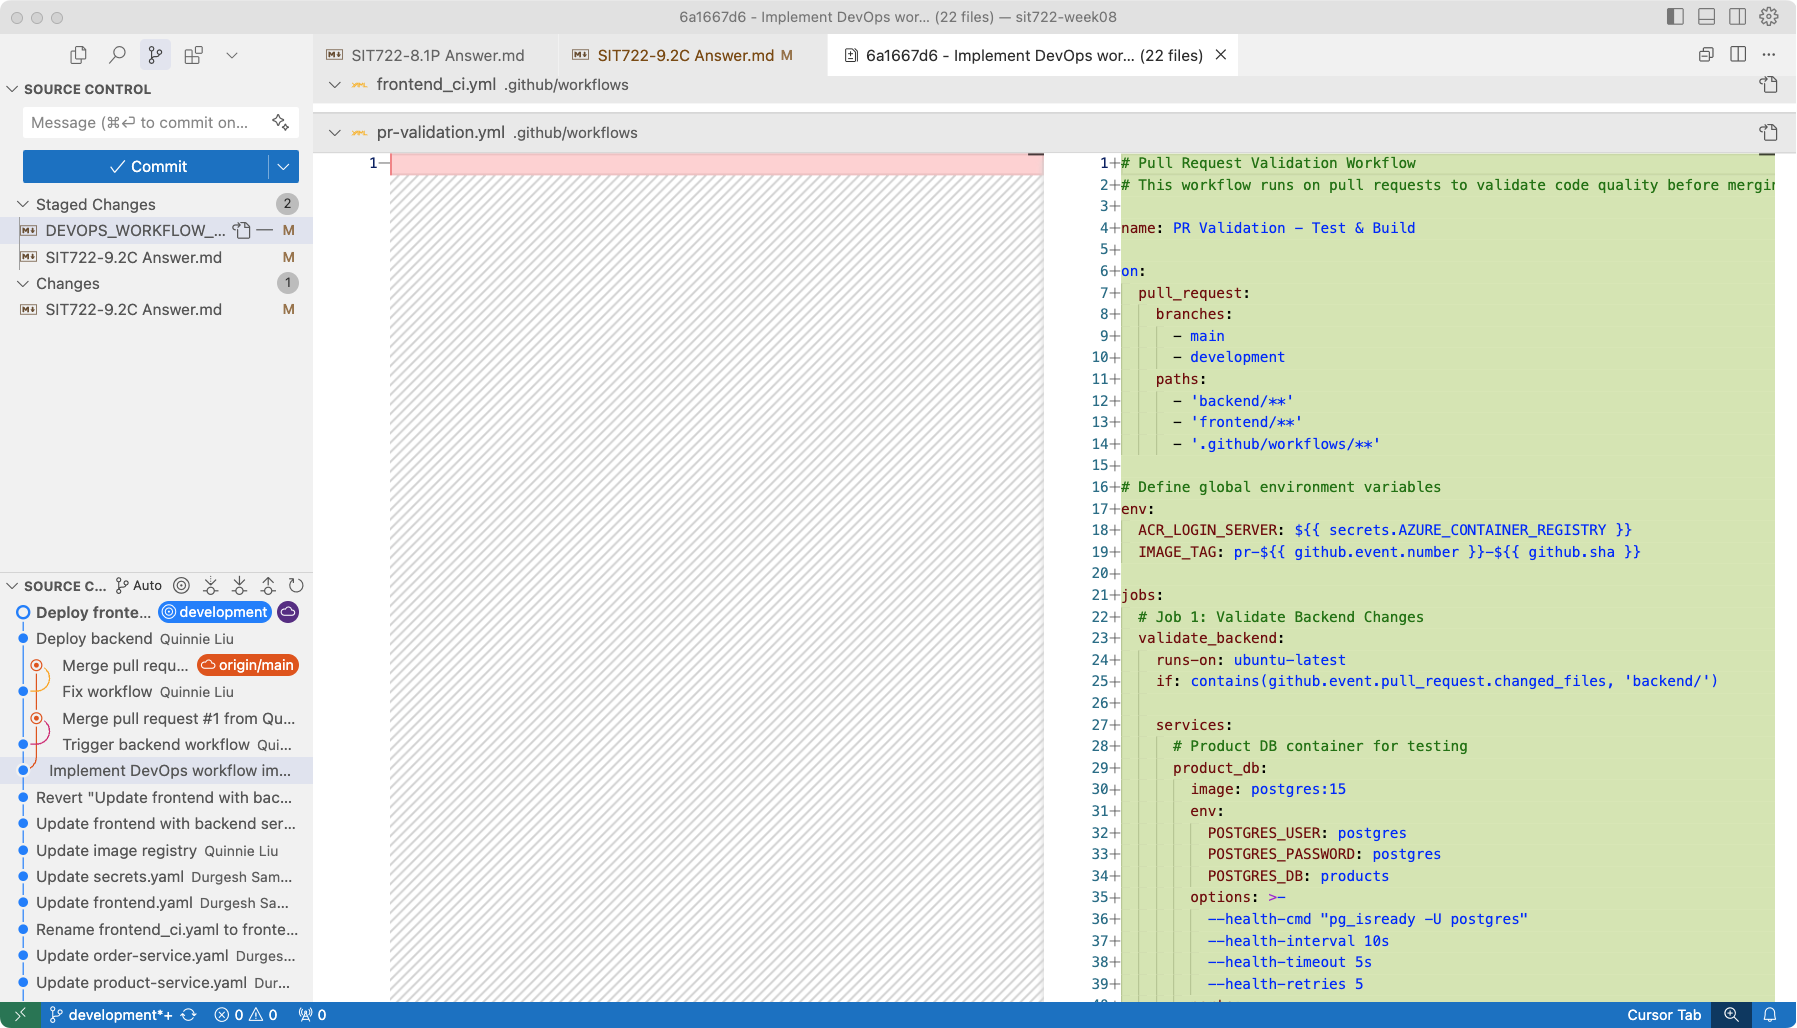 6a1667d6 - Implement DevOps wor... (22 files) — sit722-week08
SIT722-8.1P Answer.md
SIT722-9.2C Answer.md M
6a1667d6 - Implement DevOps wor... (22 files)
SOURCE CONTROL
Message (⌘⏎ to commit on...
Commit
Staged Changes 2
DEVOPS_WORKFLOW_... M
SIT722-9.2C Answer.md M
Changes 1
SIT722-9.2C Answer.md M
SOURCE C... Auto
Deploy fronte... development
Deploy backend Quinnie Liu
Merge pull requ... origin/main
Fix workflow Quinnie Liu
Merge pull request #1 from Qu...
Trigger backend workflow Qui...
Implement DevOps workflow im...
Revert "Update frontend with bac...
Update frontend with backend ser...
Update image registry Quinnie Liu
Update secrets.yaml Durgesh Sam...
Update frontend.yaml Durgesh Sa...
Rename frontend_ci.yaml to fronte...
Update order-service.yaml Durges...
Update product-service.yaml Dur...
frontend_ci.yml .github/workflows
pr-validation.yml .github/workflows
1−
1+# Pull Request Validation Workflow
2+# This workflow runs on pull requests to validate code quality before mergin
3+
4+name: PR Validation - Test & Build
5+
6+on:
7+  pull_request:
8+    branches:
9+      - main
10+      - development
11+    paths:
12+      - 'backend/**'
13+      - 'frontend/**'
14+      - '.github/workflows/**'
15+
16+# Define global environment variables
17+env:
18+  ACR_LOGIN_SERVER: ${{ secrets.AZURE_CONTAINER_REGISTRY }}
19+  IMAGE_TAG: pr-${{ github.event.number }}-${{ github.sha }}
20+
21+jobs:
22+  # Job 1: Validate Backend Changes
23+  validate_backend:
24+    runs-on: ubuntu-latest
25+    if: contains(github.event.pull_request.changed_files, 'backend/')
26+
27+    services:
28+      # Product DB container for testing
29+      product_db:
30+        image: postgres:15
31+        env:
32+          POSTGRES_USER: postgres
33+          POSTGRES_PASSWORD: postgres
34+          POSTGRES_DB: products
35+        options: >-
36+          --health-cmd "pg_isready -U postgres"
37+          --health-interval 10s
38+          --health-timeout 5s
39+          --health-retries 5
development*+ 0 0 0
Cursor Tab